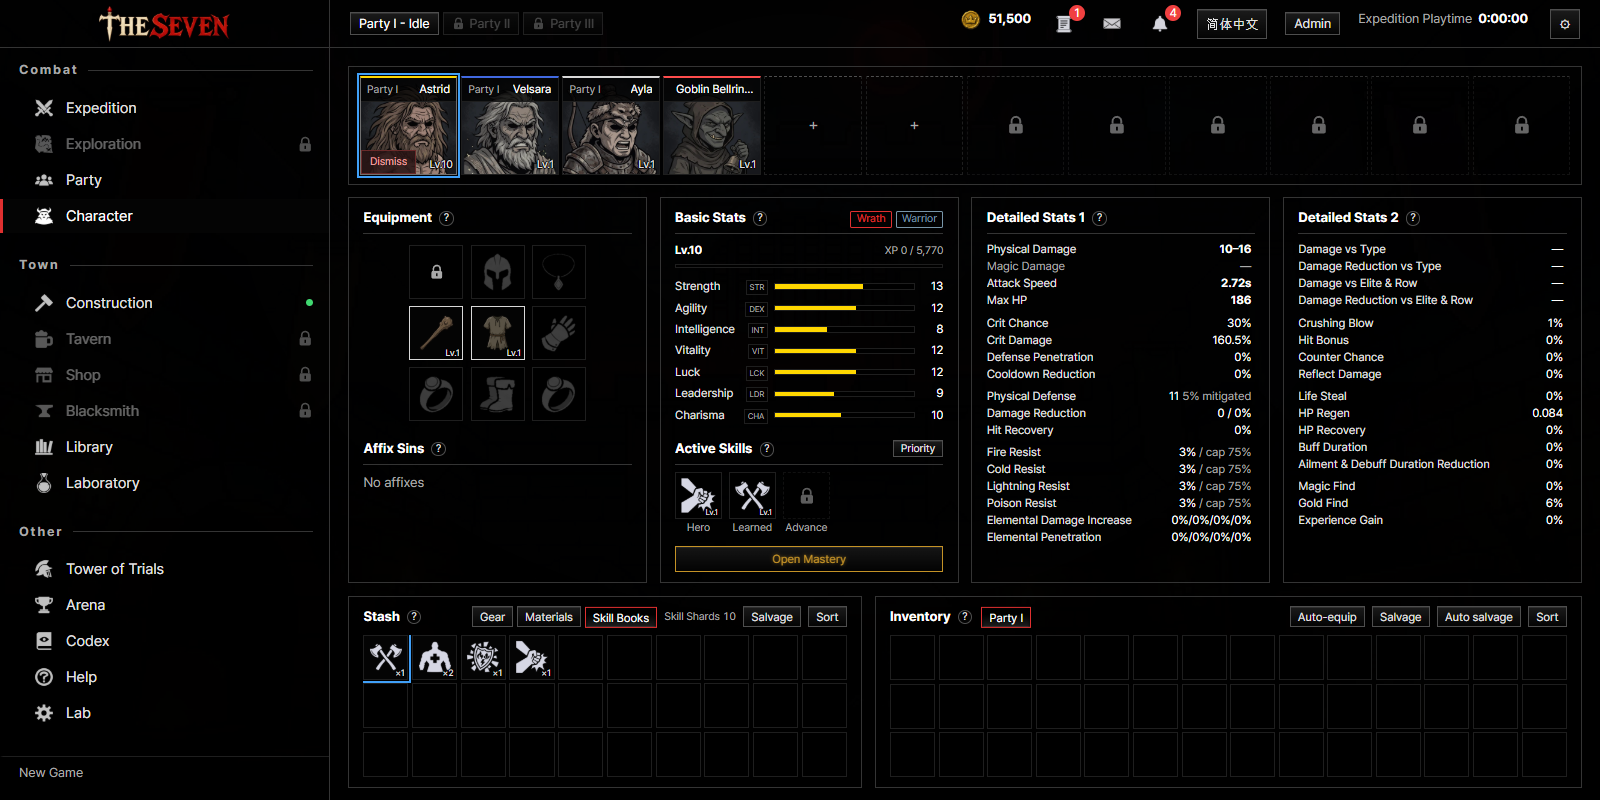 THE SEVEN
Party I - Idle
Party II
Party III
51,500
1
4
简体中文
Admin
Expedition Playtime 0:00:00
Combat
Expedition
Exploration
Party
Character
Town
Construction
Tavern
Shop
Blacksmith
Library
Laboratory
Other
Tower of Trials
Arena
Codex
Help
Lab
New Game
Party I Astrid
Dismiss
Lv.10
Party I Velsara
Lv.1
Party I Ayla
Lv.1
Goblin Bellrin...
Lv.1
+
+
Equipment ?
Lv.1
Lv.1
Affix Sins ?
No affixes
Basic Stats ?
Wrath
Warrior
Lv.10
XP 0 / 5,770
Strength STR 13
Agility DEX 12
Intelligence INT 8
Vitality VIT 12
Luck LCK 12
Leadership LDR 9
Charisma CHA 10
Active Skills ?
Priority
Lv.1
Lv.1
Hero
Learned
Advance
Open Mastery
Detailed Stats 1 ?
Physical Damage 10–16
Magic Damage —
Attack Speed 2.72s
Max HP 186
Crit Chance 30%
Crit Damage 160.5%
Defense Penetration 0%
Cooldown Reduction 0%
Physical Defense 11 5% mitigated
Damage Reduction 0 / 0%
Hit Recovery 0%
Fire Resist 3% / cap 75%
Cold Resist 3% / cap 75%
Lightning Resist 3% / cap 75%
Poison Resist 3% / cap 75%
Elemental Damage Increase 0%/0%/0%/0%
Elemental Penetration 0%/0%/0%/0%
Detailed Stats 2 ?
Damage vs Type —
Damage Reduction vs Type —
Damage vs Elite & Row —
Damage Reduction vs Elite & Row —
Crushing Blow 1%
Hit Bonus 0%
Counter Chance 0%
Reflect Damage 0%
Life Steal 0%
HP Regen 0.084
HP Recovery 0%
Buff Duration 0%
Ailment & Debuff Duration Reduction 0%
Magic Find 0%
Gold Find 6%
Experience Gain 0%
Stash ?
Gear
Materials
Skill Books
Skill Shards 10
Salvage
Sort
×1
×2
×1
×1
Inventory ?
Party I
Auto-equip
Salvage
Auto salvage
Sort